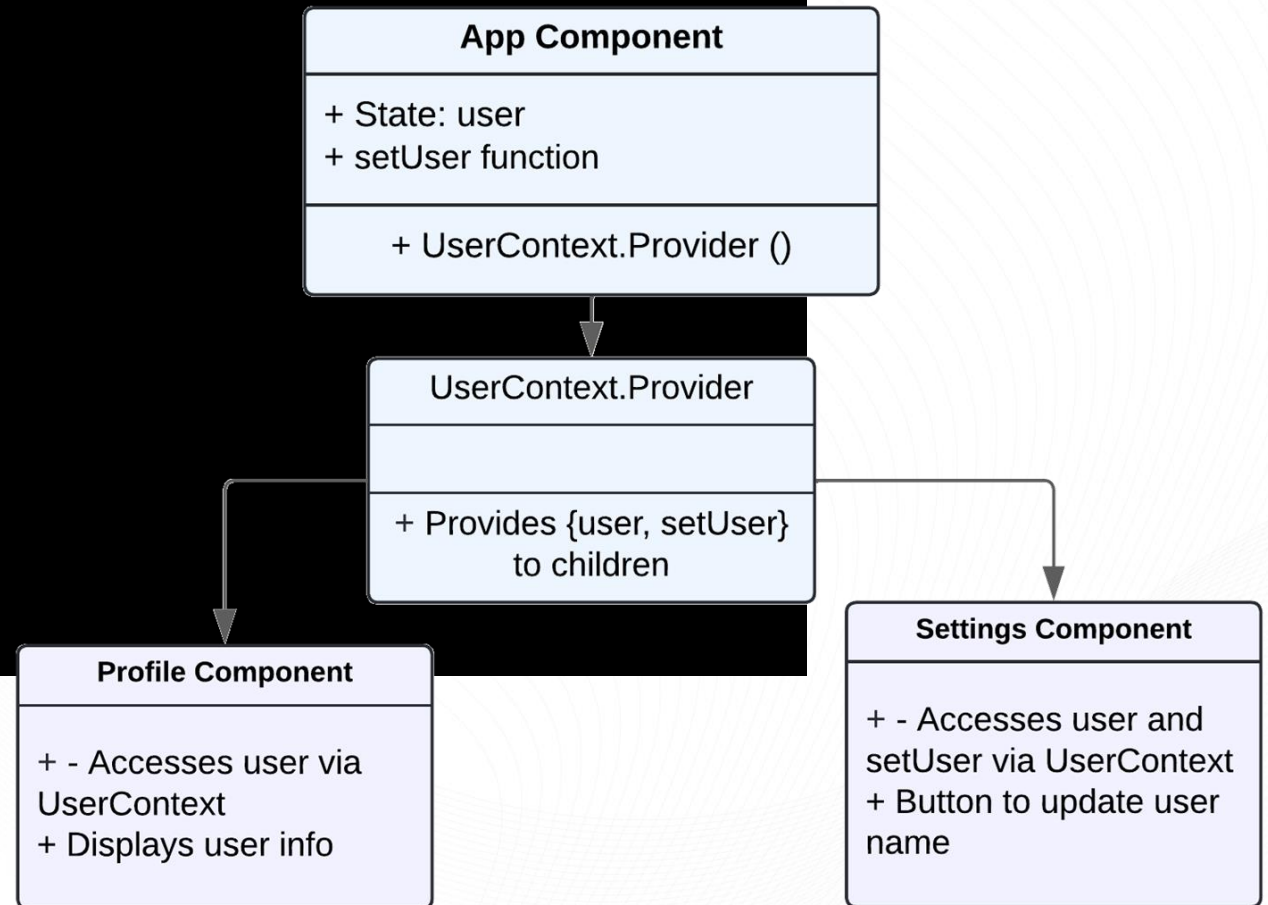 App Component
+ State: user
+ setUser function
+ UserContext.Provider ()
UserContext.Provider
+ Provides {user, setUser}
to children
Profile Component
+ - Accesses user via
UserContext
+ Displays user info
Settings Component
+ - Accesses user and
setUser via UserContext
+ Button to update user
name